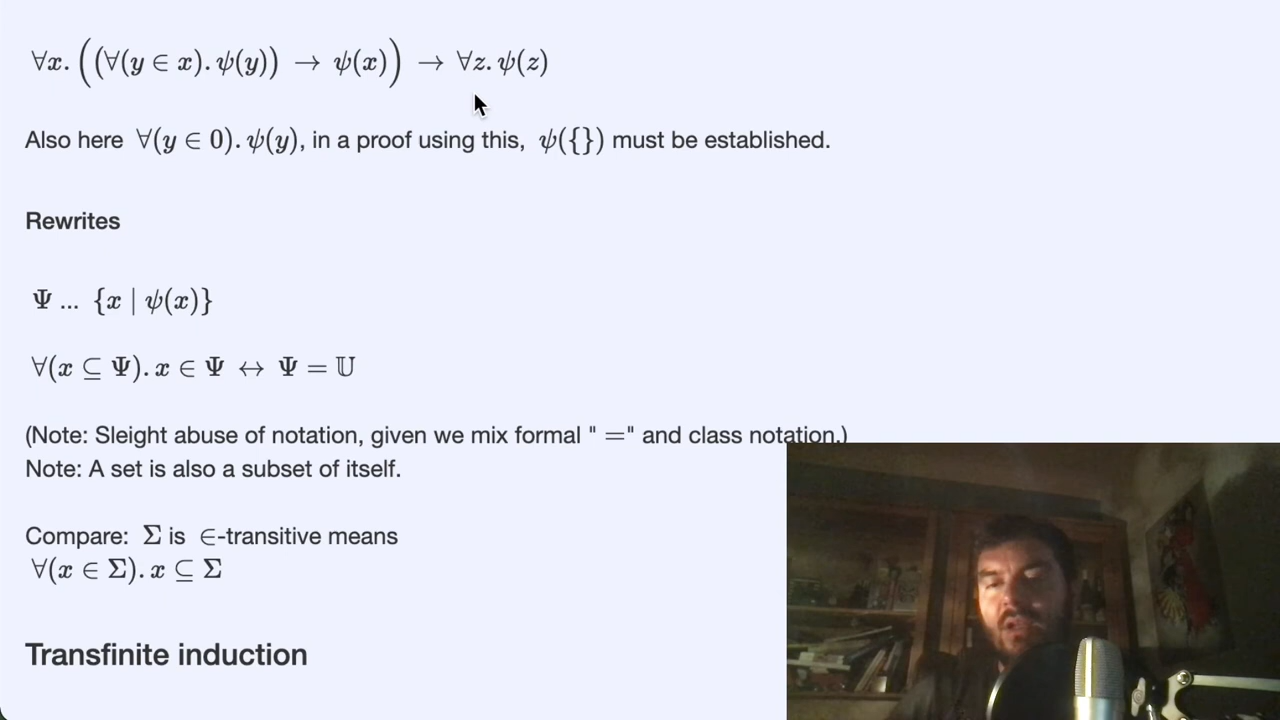 ∀x. ((∀(y ∈ x). ψ(y)) → ψ(x)) → ∀z. ψ(z)
Also here ∀(y ∈ 0). ψ(y), in a proof using this, ψ({}) must be established.
Rewrites
Ψ ... {x | ψ(x)}
∀(x ⊆ Ψ). x ∈ Ψ ↔ Ψ = 𝕌
(Note: Sleight abuse of notation, given we mix formal " =" and class notation.)
Note: A set is also a subset of itself.
Compare: Σ is ∈-transitive means
∀(x ∈ Σ). x ⊆ Σ
Transfinite induction